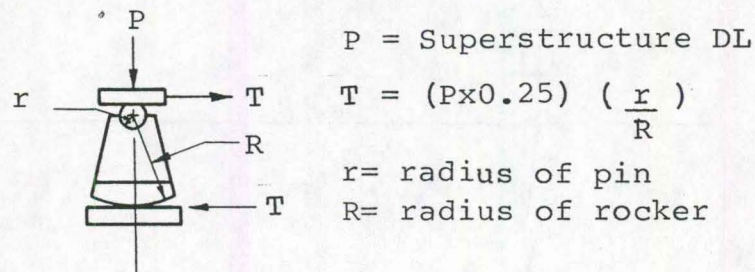 P
P = Superstructure DL
r
T
T = (Px0.25) ( r )
R
R
r= radius of pin
T
R= radius of rocker